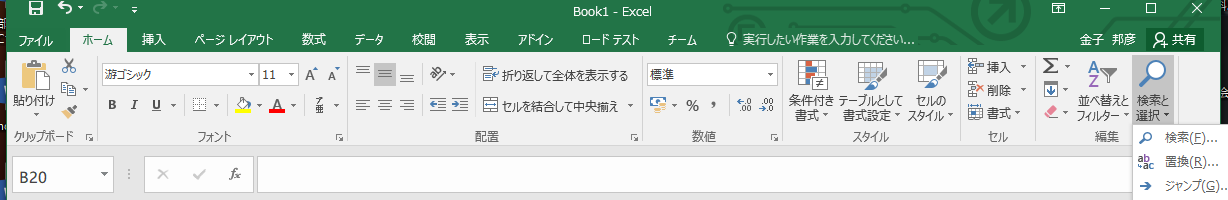 Book1 - Excel
ファイル ホーム 挿入 ページ レイアウト 数式 データ 校閲 表示 アドイン ロード テスト チーム 実行したい作業を入力してください... 金子 邦彦 共有
貼り付け
クリップボード
游ゴシック 11 A A
B I U A ア亜
フォント
折り返して全体を表示する
セルを結合して中央揃え
配置
標準
% , .0 .00 .00 .0
数値
条件付き書式
テーブルとして書式設定
セルのスタイル
スタイル
挿入
削除
書式
セル
Σ
並べ替えとフィルター
検索と選択
編集
検索(F)...
置換(R)...
ジャンプ(G)...
B20 fx